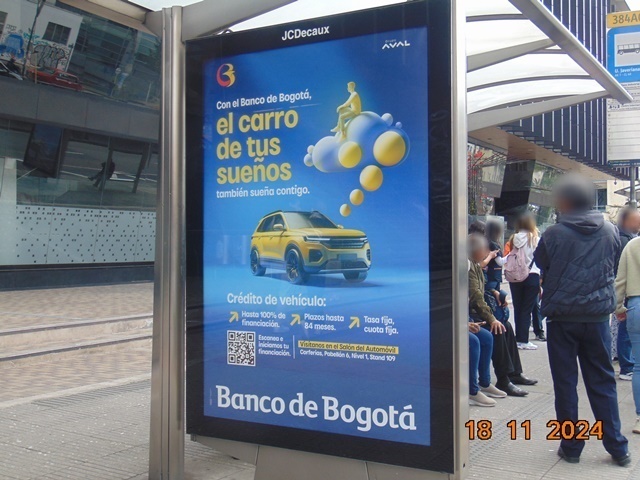 JCDecaux
AVAL
Con el Banco de Bogotá,
el carro
de tus
sueños
también sueña contigo.
Crédito de vehículo:
Hasta 100% de
financiación.
Plazos hasta
84 meses.
Tasa fija,
cuota fija.
Escanea e
iniciemos tu
financiación.
Visítanos en el Salón del Automóvil
Corferias, Pabellón 6, Nivel 1, Stand 109
Banco de Bogotá
384A
18 11 2024